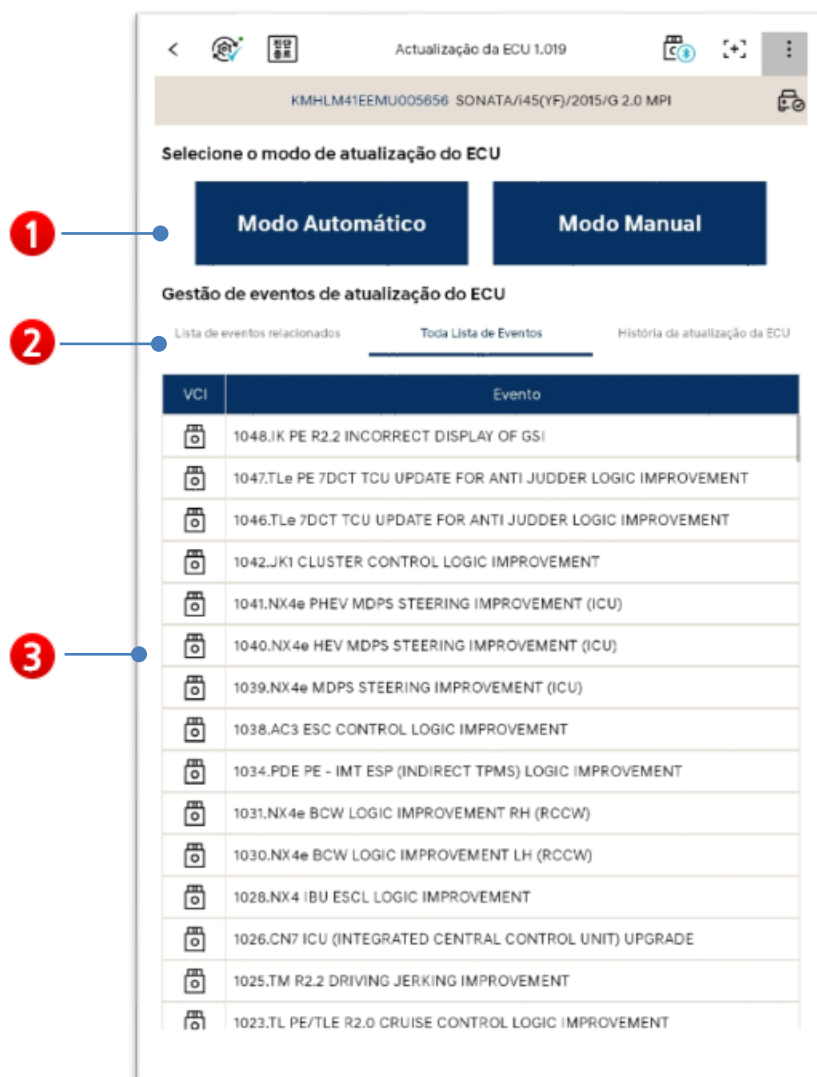 진단
종료
Actualização da ECU 1.019
KMHLM41EEMU005656 SONATA/i45(YF)/2015/G 2.0 MPI
Selecione o modo de atualização do ECU
1
Modo Automático
Modo Manual
Gestão de eventos de atualização do ECU
2
Lista de eventos relacionados
Toda Lista de Eventos
História da atualização da ECU
VCI Evento
1048.IK PE R2.2 INCORRECT DISPLAY OF GSI
1047.TLe PE 7DCT TCU UPDATE FOR ANTI JUDDER LOGIC IMPROVEMENT
1046.TLe 7DCT TCU UPDATE FOR ANTI JUDDER LOGIC IMPROVEMENT
1042.JK1 CLUSTER CONTROL LOGIC IMPROVEMENT
1041.NX4e PHEV MDPS STEERING IMPROVEMENT (ICU)
3
1040.NX4e HEV MDPS STEERING IMPROVEMENT (ICU)
1039.NX4e MDPS STEERING IMPROVEMENT (ICU)
1038.AC3 ESC CONTROL LOGIC IMPROVEMENT
1034.PDE PE - IMT ESP (INDIRECT TPMS) LOGIC IMPROVEMENT
1031.NX4e BCW LOGIC IMPROVEMENT RH (RCCW)
1030.NX4e BCW LOGIC IMPROVEMENT LH (RCCW)
1028.NX4 IBU ESCL LOGIC IMPROVEMENT
1026.CN7 ICU (INTEGRATED CENTRAL CONTROL UNIT) UPGRADE
1025.TM R2.2 DRIVING JERKING IMPROVEMENT
1023.TL PE/TLE R2.0 CRUISE CONTROL LOGIC IMPROVEMENT